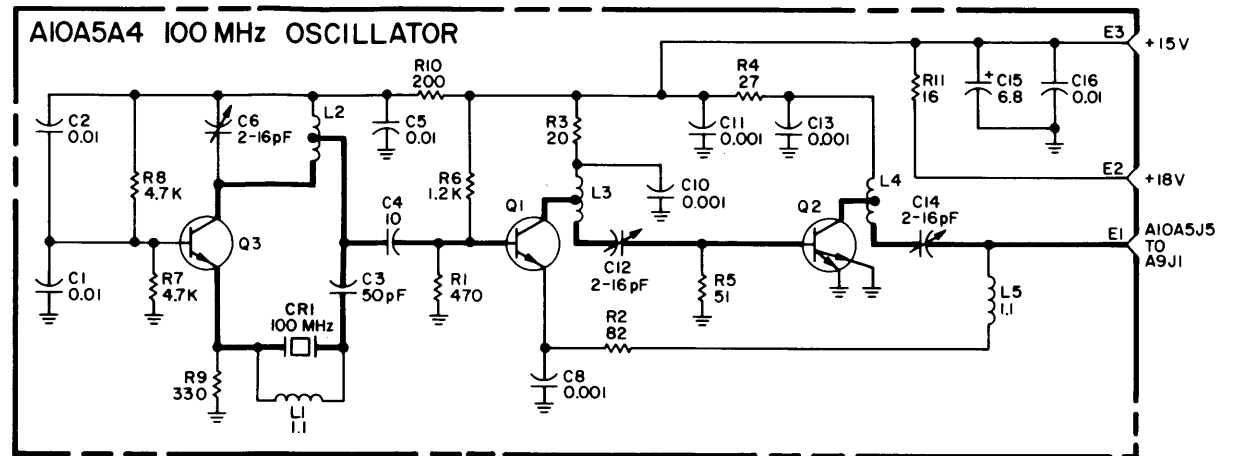 A10A5A4 100 MHz OSCILLATOR
E3
+15V
R10
200
R4
27
R11
16
+
C15
6.8
C16
0.01
C2
0.01
C6
2-16pF
L2
C5
0.01
R3
20
C11
0.001
C13
0.001
R8
4.7K
R6
1.2K
L3
C10
0.001
L4
E2
+18V
C4
10
Q1
Q2
C14
2-16pF
Q3
E1
A10A5J5
TO
A9J1
C1
0.01
R7
4.7K
C3
50pF
R1
470
C12
2-16pF
R5
51
L5
1.1
CR1
100 MHz
R2
82
R9
330
C8
0.001
L1
1.1